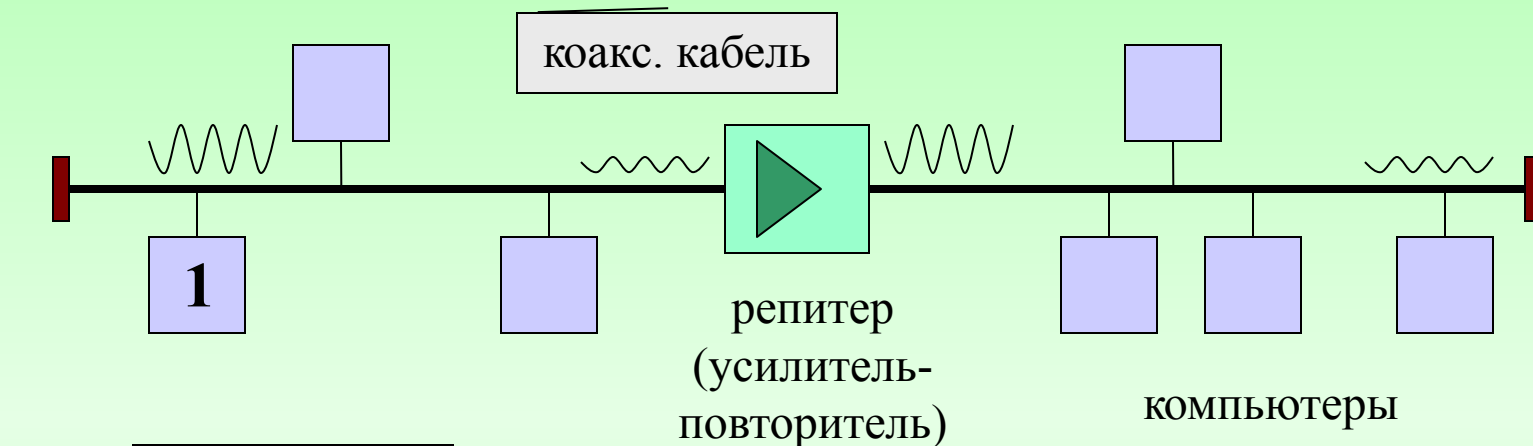 коакс. кабель
1
репитер
(усилитель-
повторитель)
компьютеры